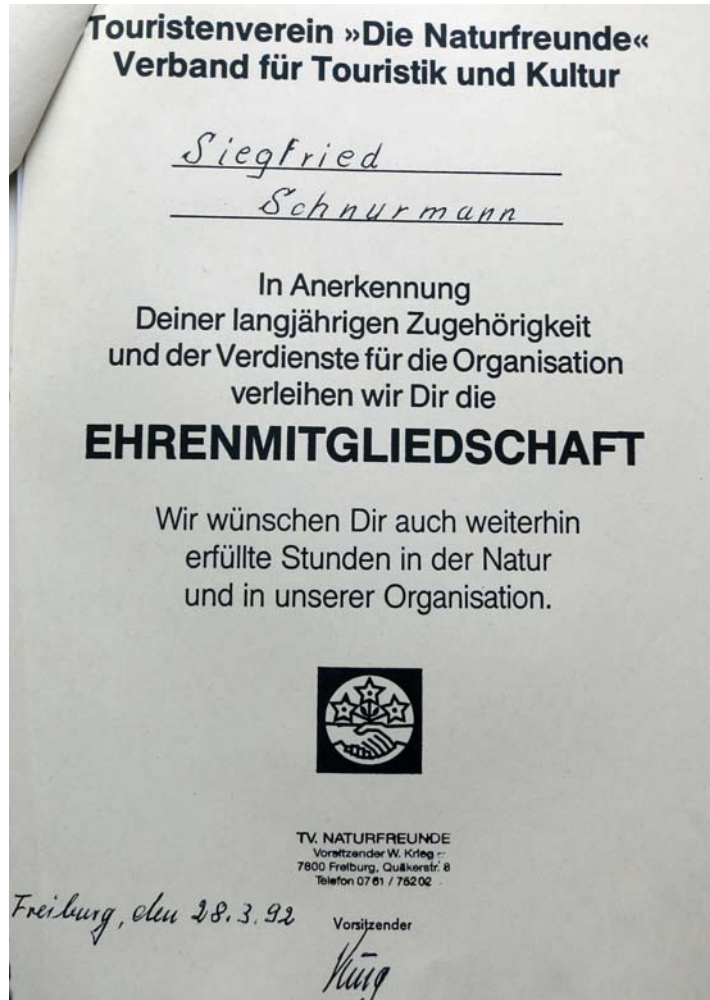 Touristenverein »Die Naturfreunde«
Verband für Touristik und Kultur
Siegfried
Schnurmann
In Anerkennung
Deiner langjährigen Zugehörigkeit
und der Verdienste für die Organisation
verleihen wir Dir die
EHRENMITGLIEDSCHAFT
Wir wünschen Dir auch weiterhin
erfüllte Stunden in der Natur
und in unserer Organisation.
TV. NATURFREUNDE
Vorsitzender W. Krieg
7800 Freiburg, Quäkerstr. 8
Telefon 07 61 /
Freiburg, den 28.3.92
Vorsitzender
Krieg